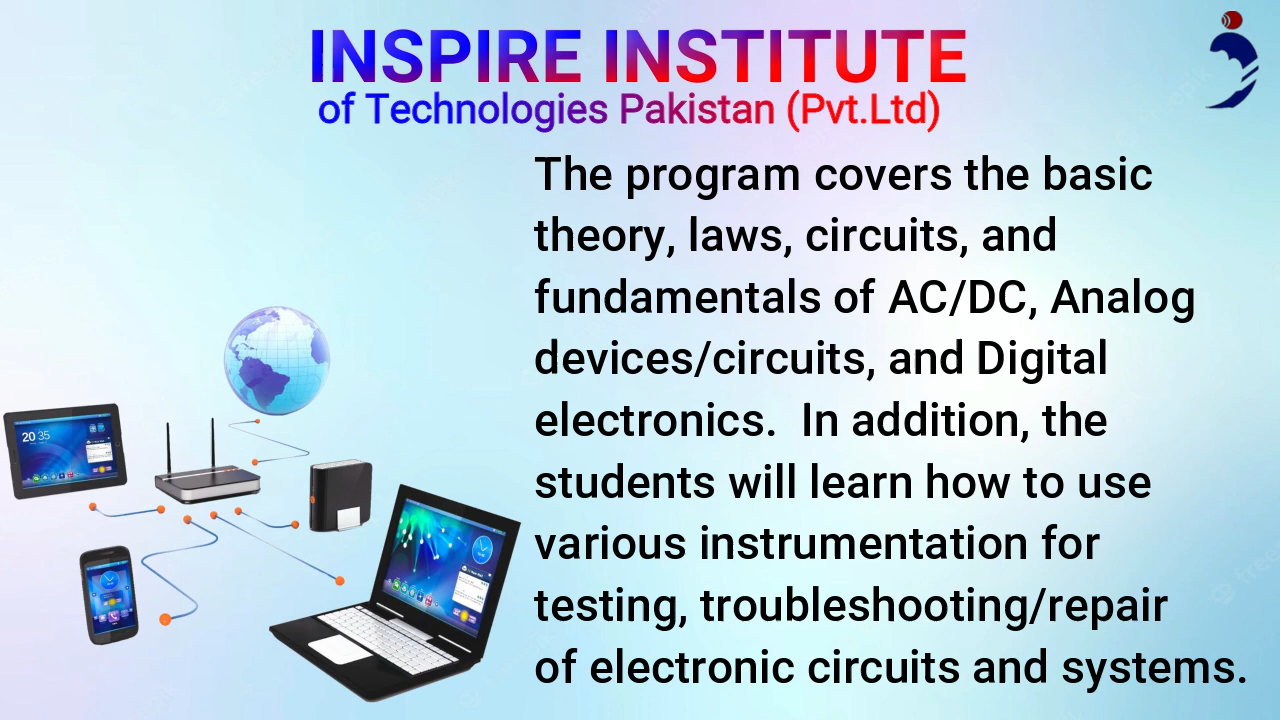 INSPIRE INSTITUTE
of Technologies Pakistan (Pvt.Ltd)
The program covers the basic
theory, laws, circuits, and
fundamentals of AC/DC, Analog
devices/circuits, and Digital
electronics.  In addition, the
students will learn how to use
various instrumentation for
testing, troubleshooting/repair
of electronic circuits and systems.
20 35